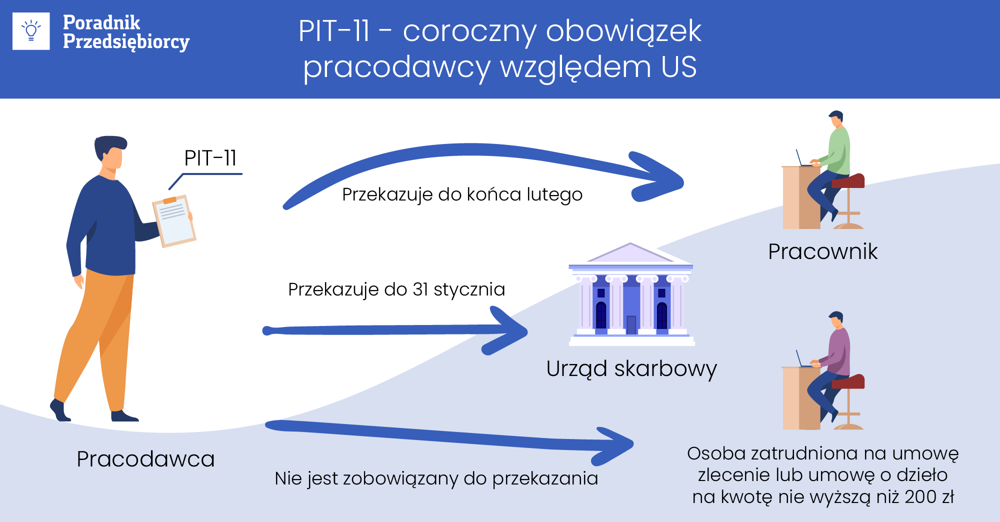 Poradnik
Przedsiębiorcy
PIT-11 - coroczny obowiązek
pracodawcy względem US
PIT-11
Przekazuje do końca lutego
Pracownik
Przekazuje do 31 stycznia
Urząd skarbowy
Pracodawca
Nie jest zobowiązany do przekazania
Osoba zatrudniona na umowę
zlecenie lub umowę o dzieło
na kwotę nie wyższą niż 200 zł